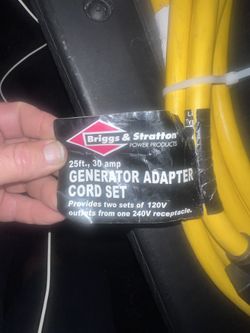 Briggs & Stratton
POWER PRODUCTS
25ft., 30 amp
GENERATOR ADAPTER
CORD SET
Provides two sets of 120V
outlets from one 240V receptacle.